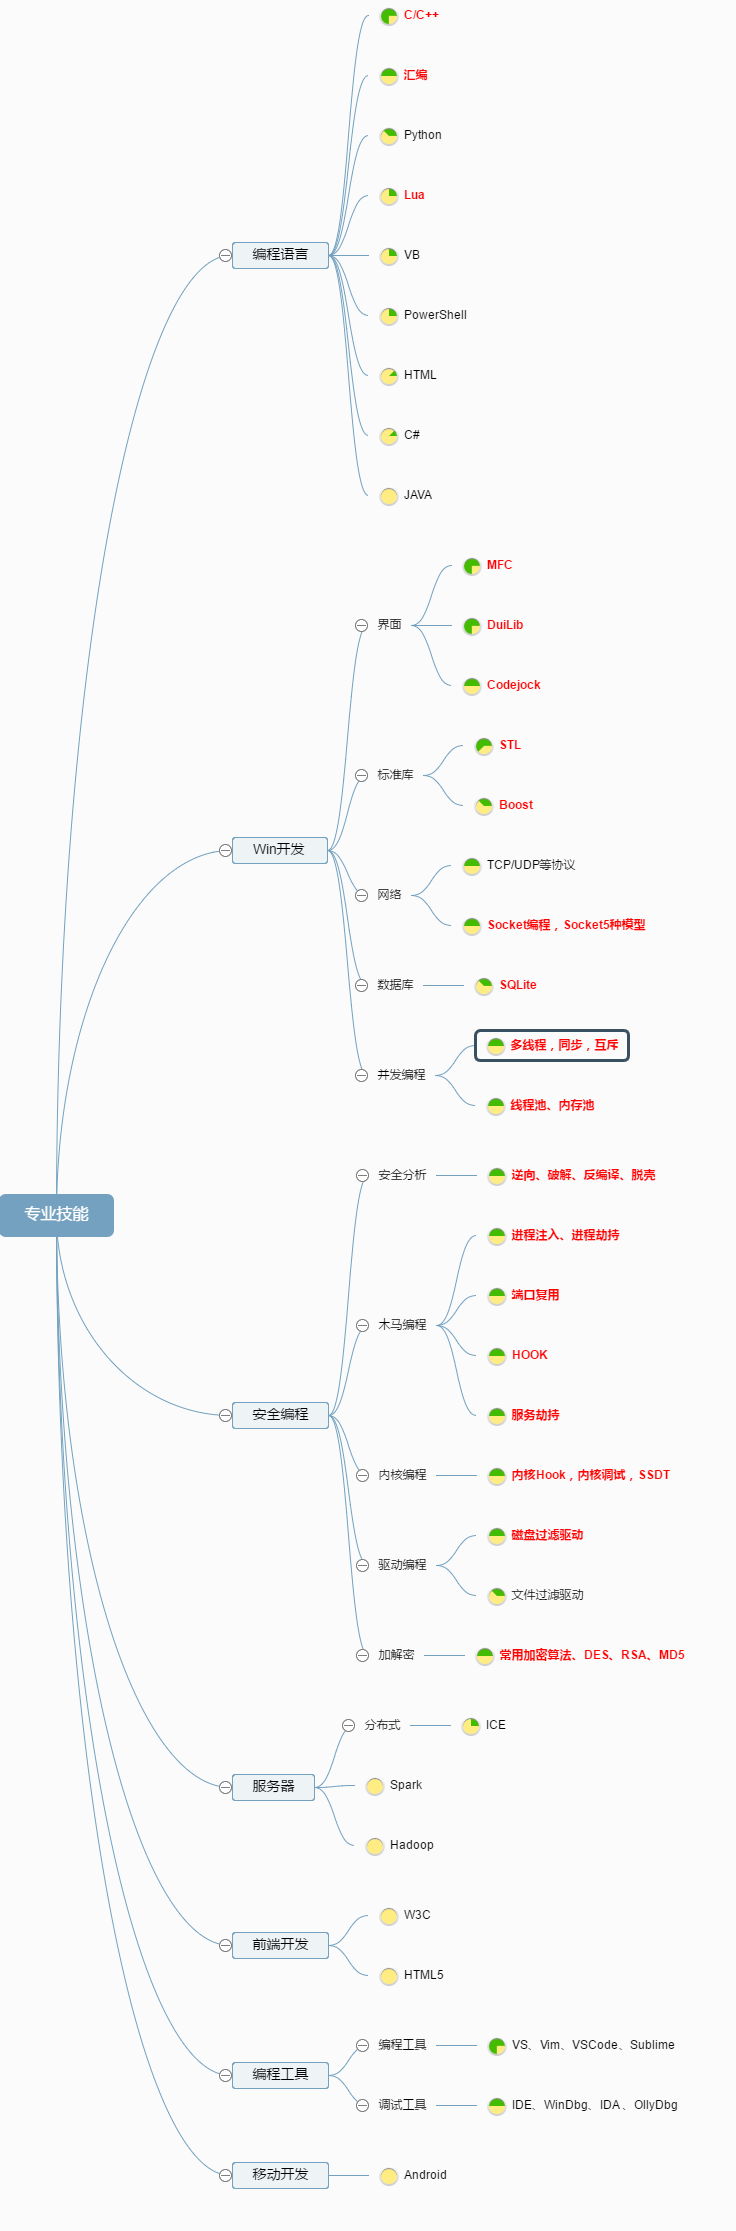 专业技能
编程语言
C/C++
汇编
Python
Lua
VB
PowerShell
HTML
C#
JAVA
Win开发
界面
MFC
DuiLib
Codejock
标准库
STL
Boost
网络
TCP/UDP等协议
Socket编程，Socket5种模型
数据库
SQLite
并发编程
多线程，同步，互斥
线程池、内存池
安全编程
安全分析
逆向、破解、反编译、脱壳
木马编程
进程注入、进程劫持
端口复用
HOOK
服务劫持
内核编程
内核Hook，内核调试，SSDT
驱动编程
磁盘过滤驱动
文件过滤驱动
加解密
常用加密算法、DES、RSA、MD5
服务器
分布式
ICE
Spark
Hadoop
前端开发
W3C
HTML5
编程工具
编程工具
VS、Vim、VSCode、Sublime
调试工具
IDE、WinDbg、IDA、OllyDbg
移动开发
Android